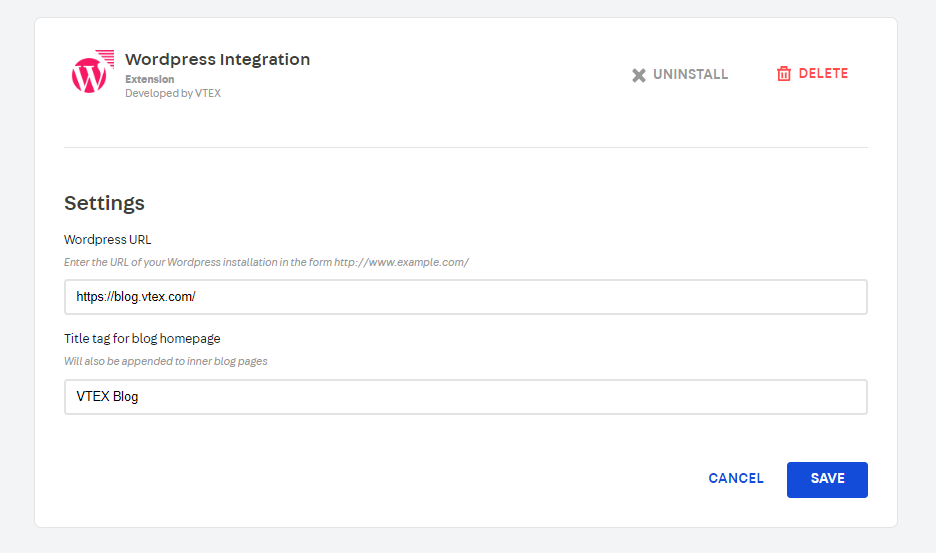 Wordpress Integration
Extension
Developed by VTEX
UNINSTALL
DELETE
Settings
Wordpress URL
Enter the URL of your Wordpress installation in the form http://www.example.com/
https://blog.vtex.com/
Title tag for blog homepage
Will also be appended to inner blog pages
VTEX Blog
CANCEL
SAVE